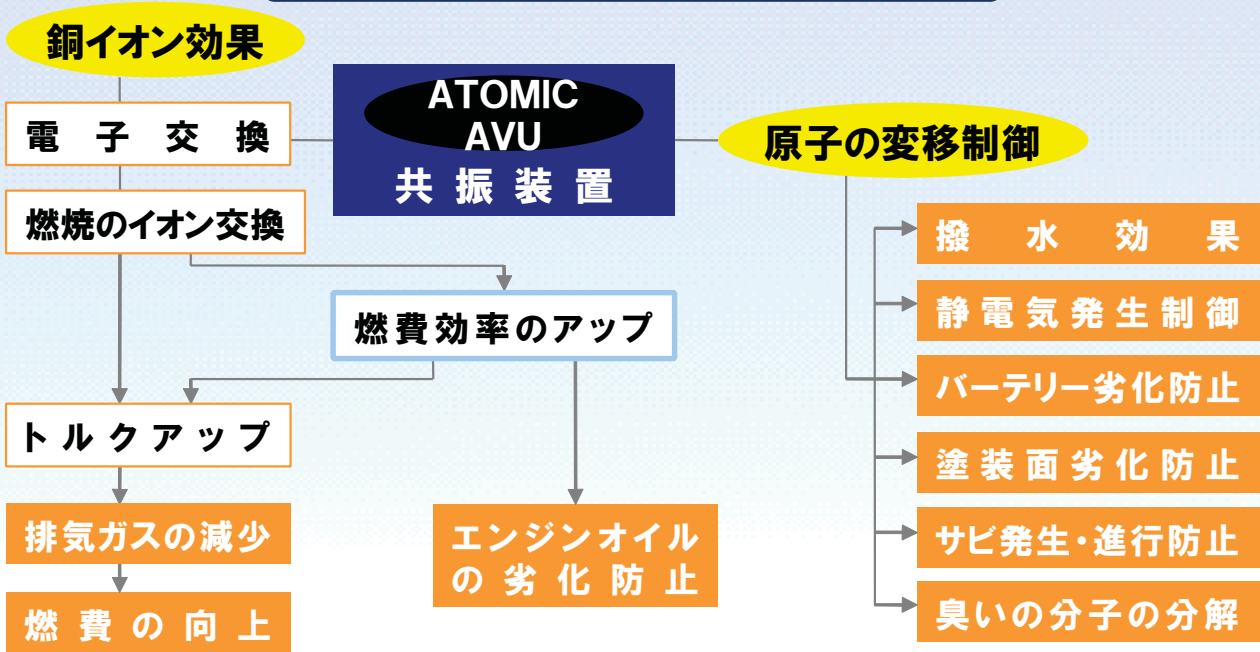 銅イオン効果
電子交換
燃焼のイオン交換
ATOMIC
AVU
共振装置
原子の変移制御
燃費効率のアップ
トルクアップ
排気ガスの減少
燃費の向上
エンジンオイル
の劣化防止
撥水効果
静電気発生制御
バーテリー劣化防止
塗装面劣化防止
サビ発生・進行防止
臭いの分子の分解